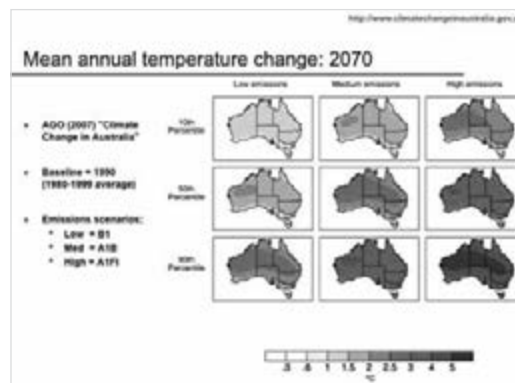 http://www.climatechangeinaustralia.gov.
Mean annual temperature change: 2070
Low emissions Medium emissions High emissions
• AGO (2007) "Climate
Change in Australia"
10th
Percentile
• Baseline = 1990
(1980-1999 average)
50th
Percentile
• Emissions scenarios:
• Low = B1
• Med = A1B
• High = A1FI
90th
Percentile
.3 .6 1 1.5 2 2.5 3 4 5
°C